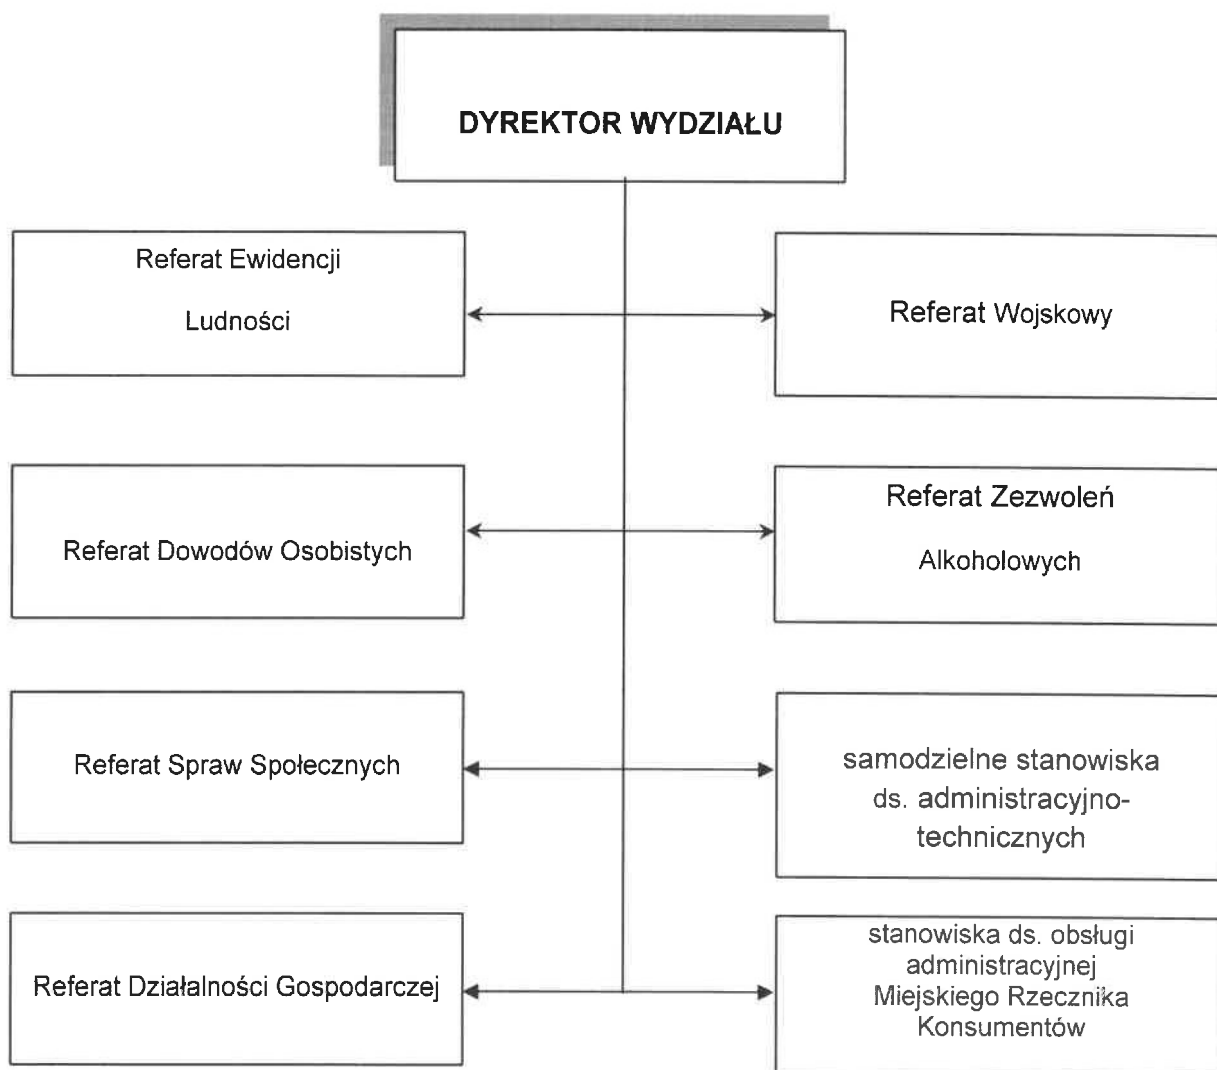 DYREKTOR WYDZIAŁU
Referat Ewidencji
Ludności
Referat Wojskowy
Referat Dowodów Osobistych
Referat Zezwoleń
Alkoholowych
Referat Spraw Społecznych
samodzielne stanowiska
ds. administracyjno-
technicznych
Referat Działalności Gospodarczej
stanowiska ds. obsługi
administracyjnej
Miejskiego Rzecznika
Konsumentów